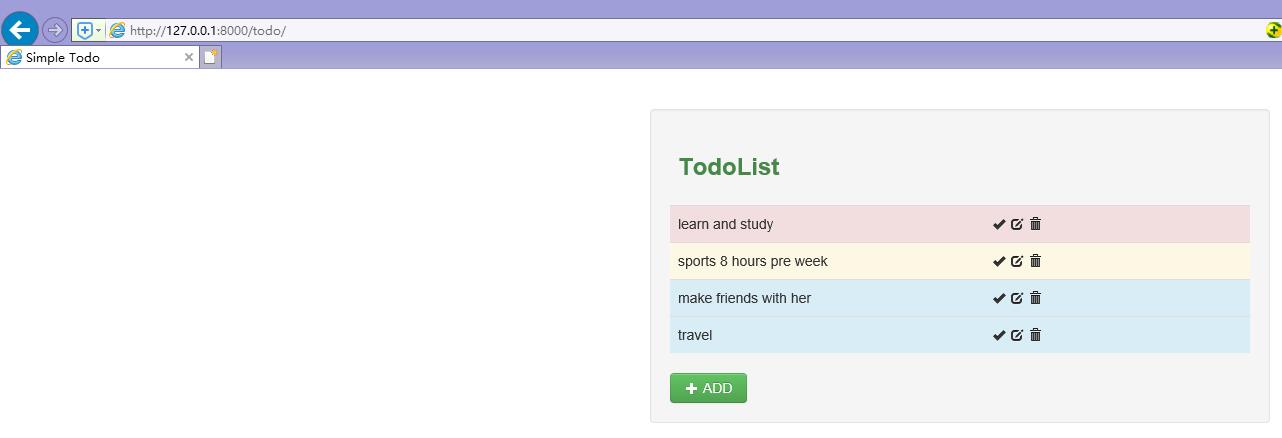 http://127.0.0.1:8000/todo/
Simple Todo
TodoList
learn and study
sports 8 hours pre week
make friends with her
travel
ADD